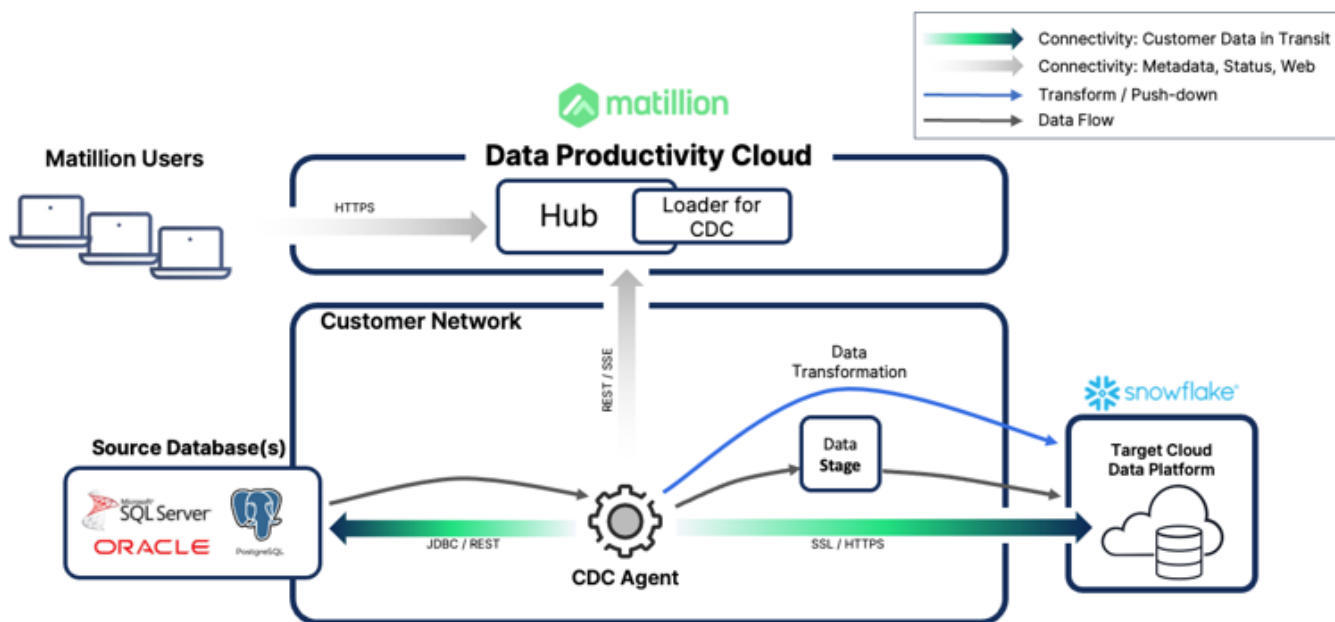 Connectivity: Customer Data in Transit
Connectivity: Metadata, Status, Web
Transform / Push-down
Data Flow
matillion
Matillion Users
Data Productivity Cloud
HTTPS
Hub
Loader for
CDC
Customer Network
REST / SSE
Data
Transformation
snowflake®
Source Database(s)
Data
Stage
Target Cloud
Data Platform
Microsoft
SQL Server
ORACLE
PostgreSQL
JDBC / REST
SSL / HTTPS
CDC Agent